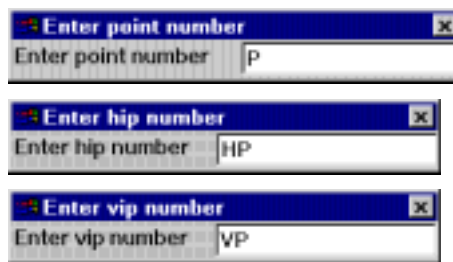 Enter point number
Enter point number P
Enter hip number
Enter hip number HP
Enter vip number
Enter vip number VP